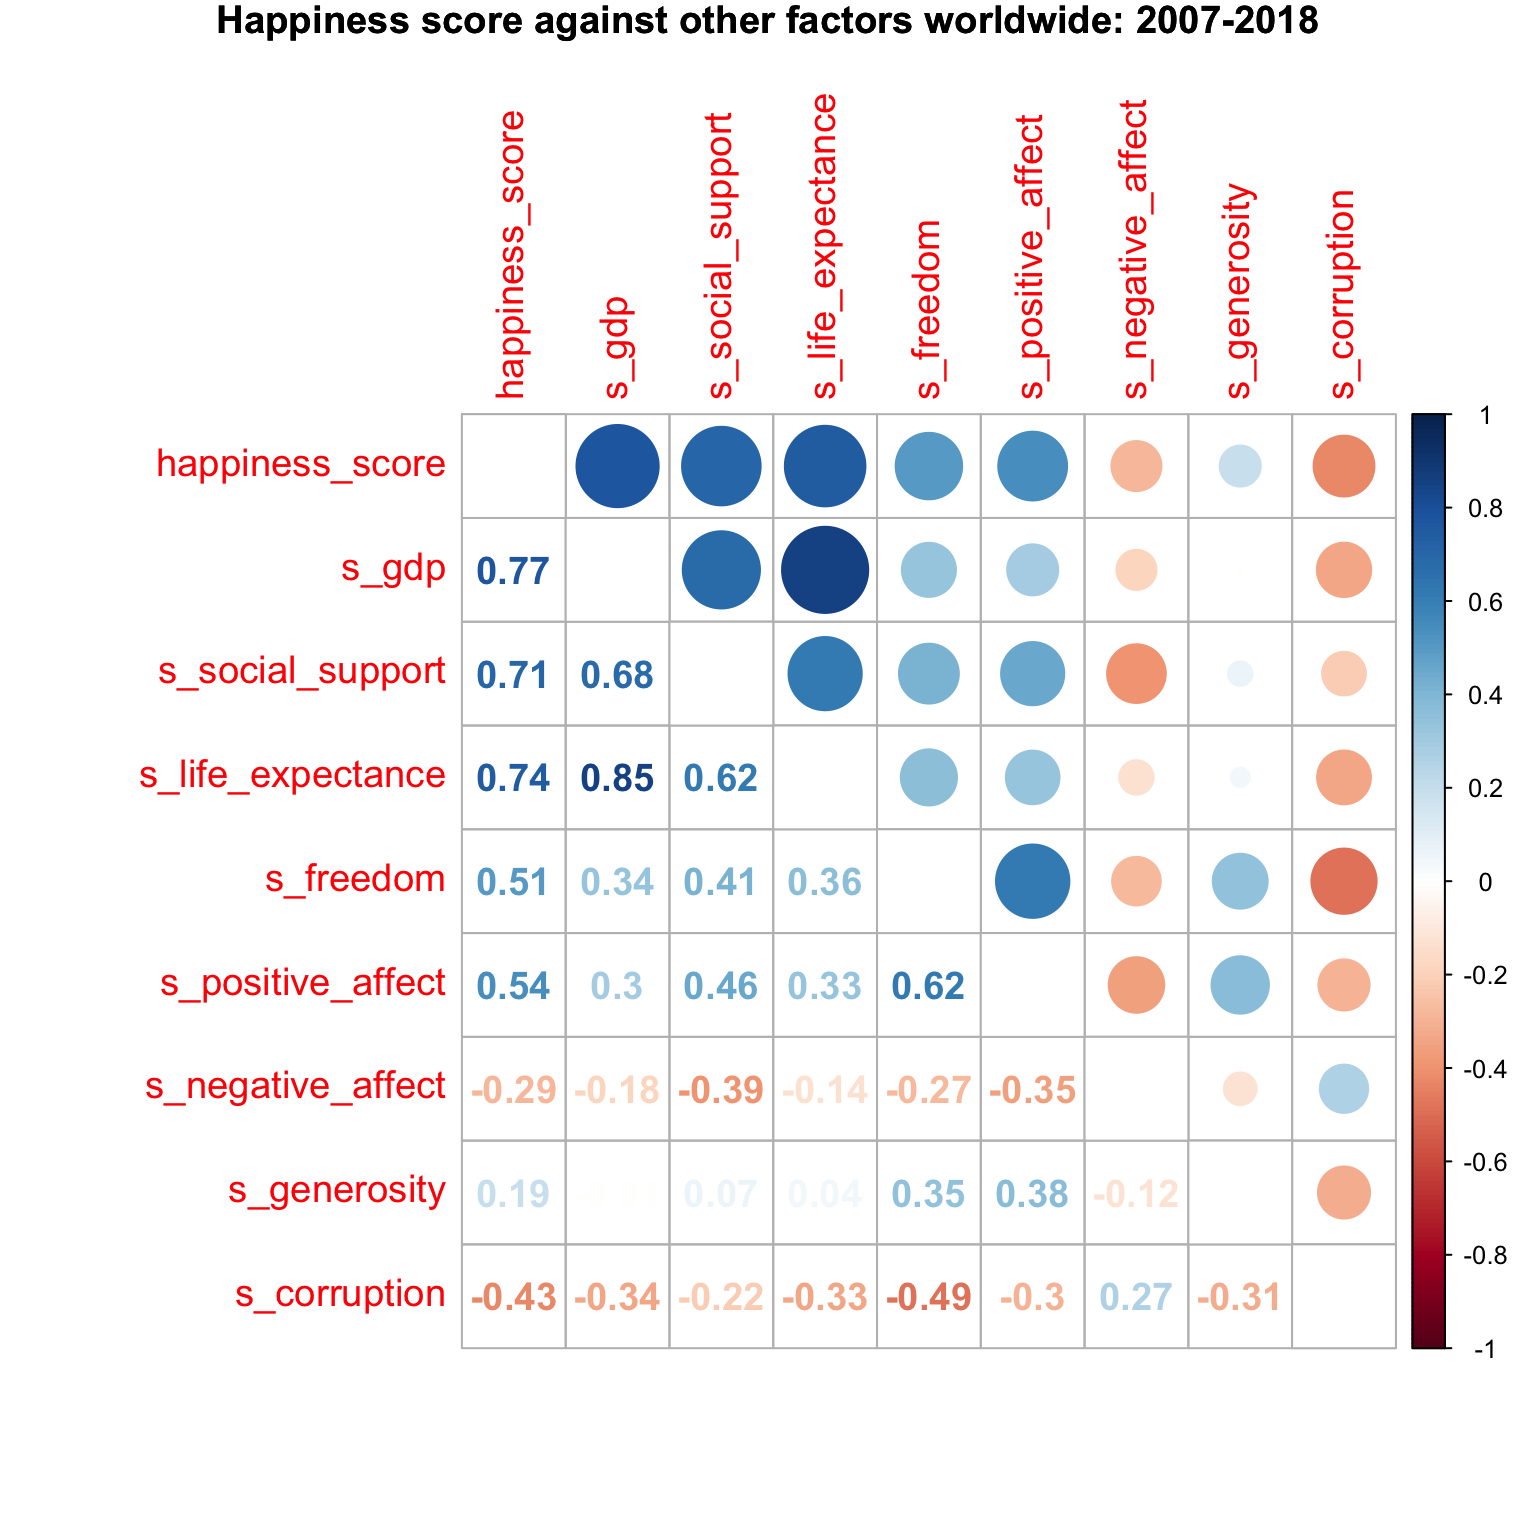 Happiness score against other factors worldwide: 2007-2018
happiness_score
s_gdp
s_social_support
s_life_expectance
s_freedom
s_positive_affect
s_negative_affect
s_generosity
s_corruption
happiness_score
s_gdp 0.77
s_social_support 0.71 0.68
s_life_expectance 0.74 0.85 0.62
s_freedom 0.51 0.34 0.41 0.36
s_positive_affect 0.54 0.3 0.46 0.33 0.62
s_negative_affect -0.29 -0.18 -0.39 -0.14 -0.27 -0.35
s_generosity 0.19 0.07 0.04 0.35 0.38 -0.12
s_corruption -0.43 -0.34 -0.22 -0.33 -0.49 -0.3 0.27 -0.31
1
0.8
0.6
0.4
0.2
0
-0.2
-0.4
-0.6
-0.8
-1